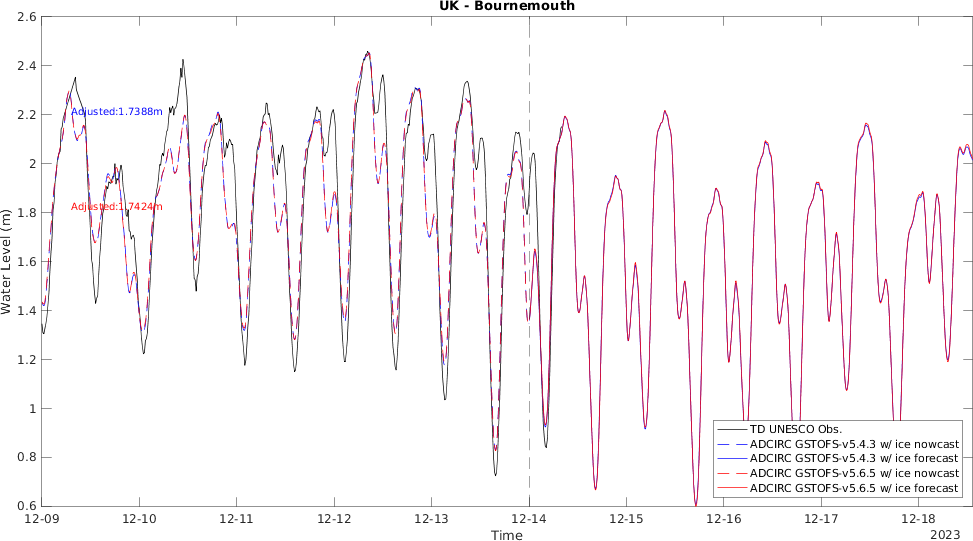 UK - Bournemouth
2.6
2.4
2.2
2
1.8
1.6
1.4
1.2
1
0.8
0.6
Water Level (m)
Adjusted:1.7388m
Adjusted:1.7424m
TD UNESCO Obs.
ADCIRC GSTOFS-v5.4.3 w/ ice nowcast
ADCIRC GSTOFS-v5.4.3 w/ ice forecast
ADCIRC GSTOFS-v5.6.5 w/ ice nowcast
ADCIRC GSTOFS-v5.6.5 w/ ice forecast
12-09 12-10 12-11 12-12 12-13 12-14 12-15 12-16 12-17 12-18
Time
2023